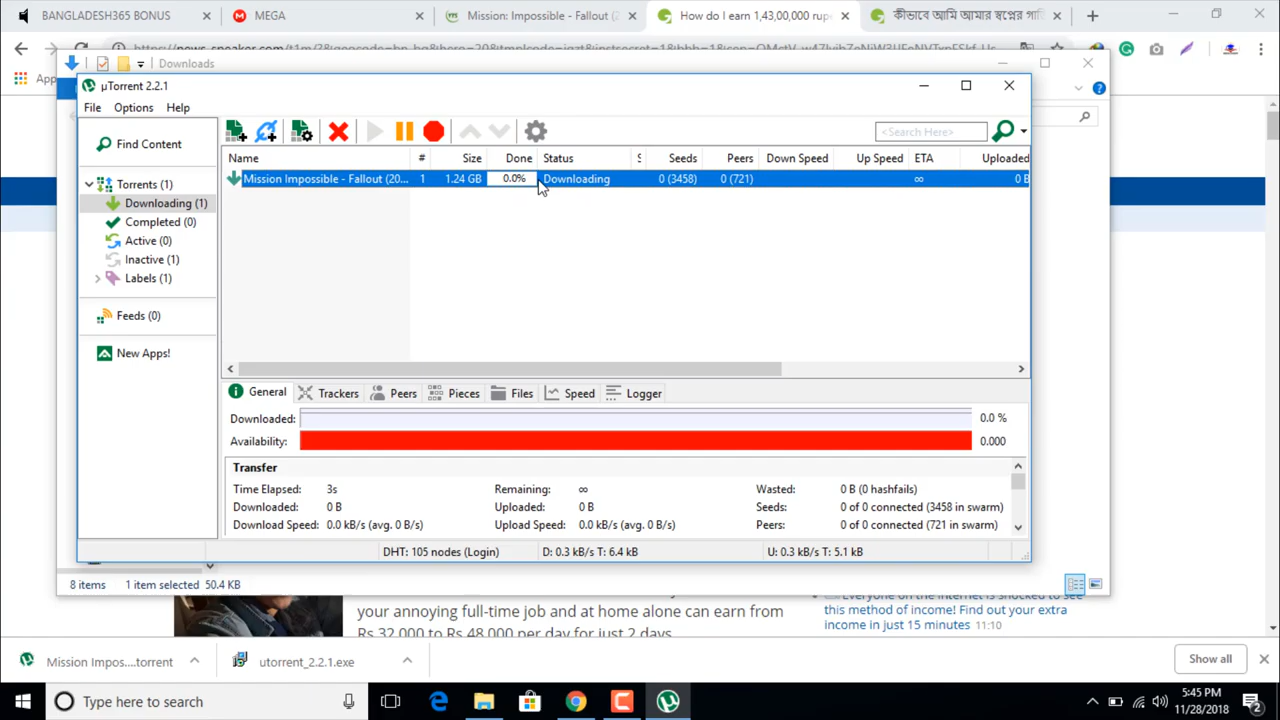 BANGLADESH365 BONUS
MEGA
Mission: Impossible - Fallout (2
How do I earn 1,43,00,000 rup
কীভাবে আমি আমার স্বপ্নের গাি
Downloads
App
µTorrent 2.2.1
File Options Help
Find Content
<Search Here>
Name # Size Done Status S Seeds Peers Down Speed Up Speed ETA Uploaded
Mission Impossible - Fallout (20... 1 1.24 GB 0.0% Downloading 0 (3458) 0 (721) ∞ 0 B
Torrents (1)
Downloading (1)
Completed (0)
Active (0)
Inactive (1)
Labels (1)
Feeds (0)
New Apps!
General Trackers Peers Pieces Files Speed Logger
Downloaded: 0.0 %
Availability: 0.000
Transfer
Time Elapsed: 3s Remaining: ∞ Wasted: 0 B (0 hashfails)
Downloaded: 0 B Uploaded: 0 B Seeds: 0 of 0 connected (3458 in swarm)
Download Speed: 0.0 kB/s (avg. 0 B/s) Upload Speed: 0.0 kB/s (avg. 0 B/s) Peers: 0 of 0 connected (721 in swarm)
DHT: 105 nodes (Login) D: 0.3 kB/s T: 6.4 kB U: 0.3 kB/s T: 5.1 kB
8 items 1 item selected 50.4 KB
your annoying full-time job and at home alone can earn from
Rs 32,000 to Rs 48,000 per day for just 2 days
Everyone on the internet is shocked to see
this method of income! Find out your extra
income in just 15 minutes 11:10
Mission Impos....torrent
utorrent_2.2.1.exe
Show all
Type here to search
5:45 PM
11/28/2018
2